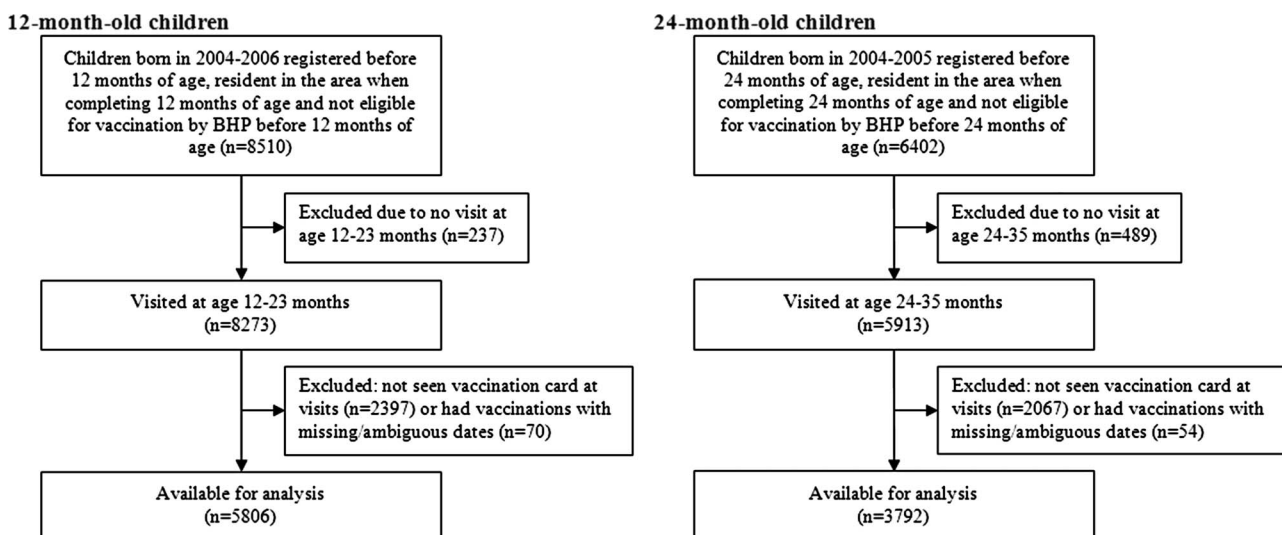 12-month-old children
Children born in 2004-2006 registered before
12 months of age, resident in the area when
completing 12 months of age and not eligible
for vaccination by BHP before 12 months of
age (n=8510)
Excluded due to no visit at
age 12-23 months (n=237)
Visited at age 12-23 months
(n=8273)
Excluded: not seen vaccination card at
visits (n=2397) or had vaccinations with
missing/ambiguous dates (n=70)
Available for analysis
(n=5806)
24-month-old children
Children born in 2004-2005 registered before
24 months of age, resident in the area when
completing 24 months of age and not eligible
for vaccination by BHP before 24 months of
age (n=6402)
Excluded due to no visit at
age 24-35 months (n=489)
Visited at age 24-35 months
(n=5913)
Excluded: not seen vaccination card at
visits (n=2067) or had vaccinations with
missing/ambiguous dates (n=54)
Available for analysis
(n=3792)